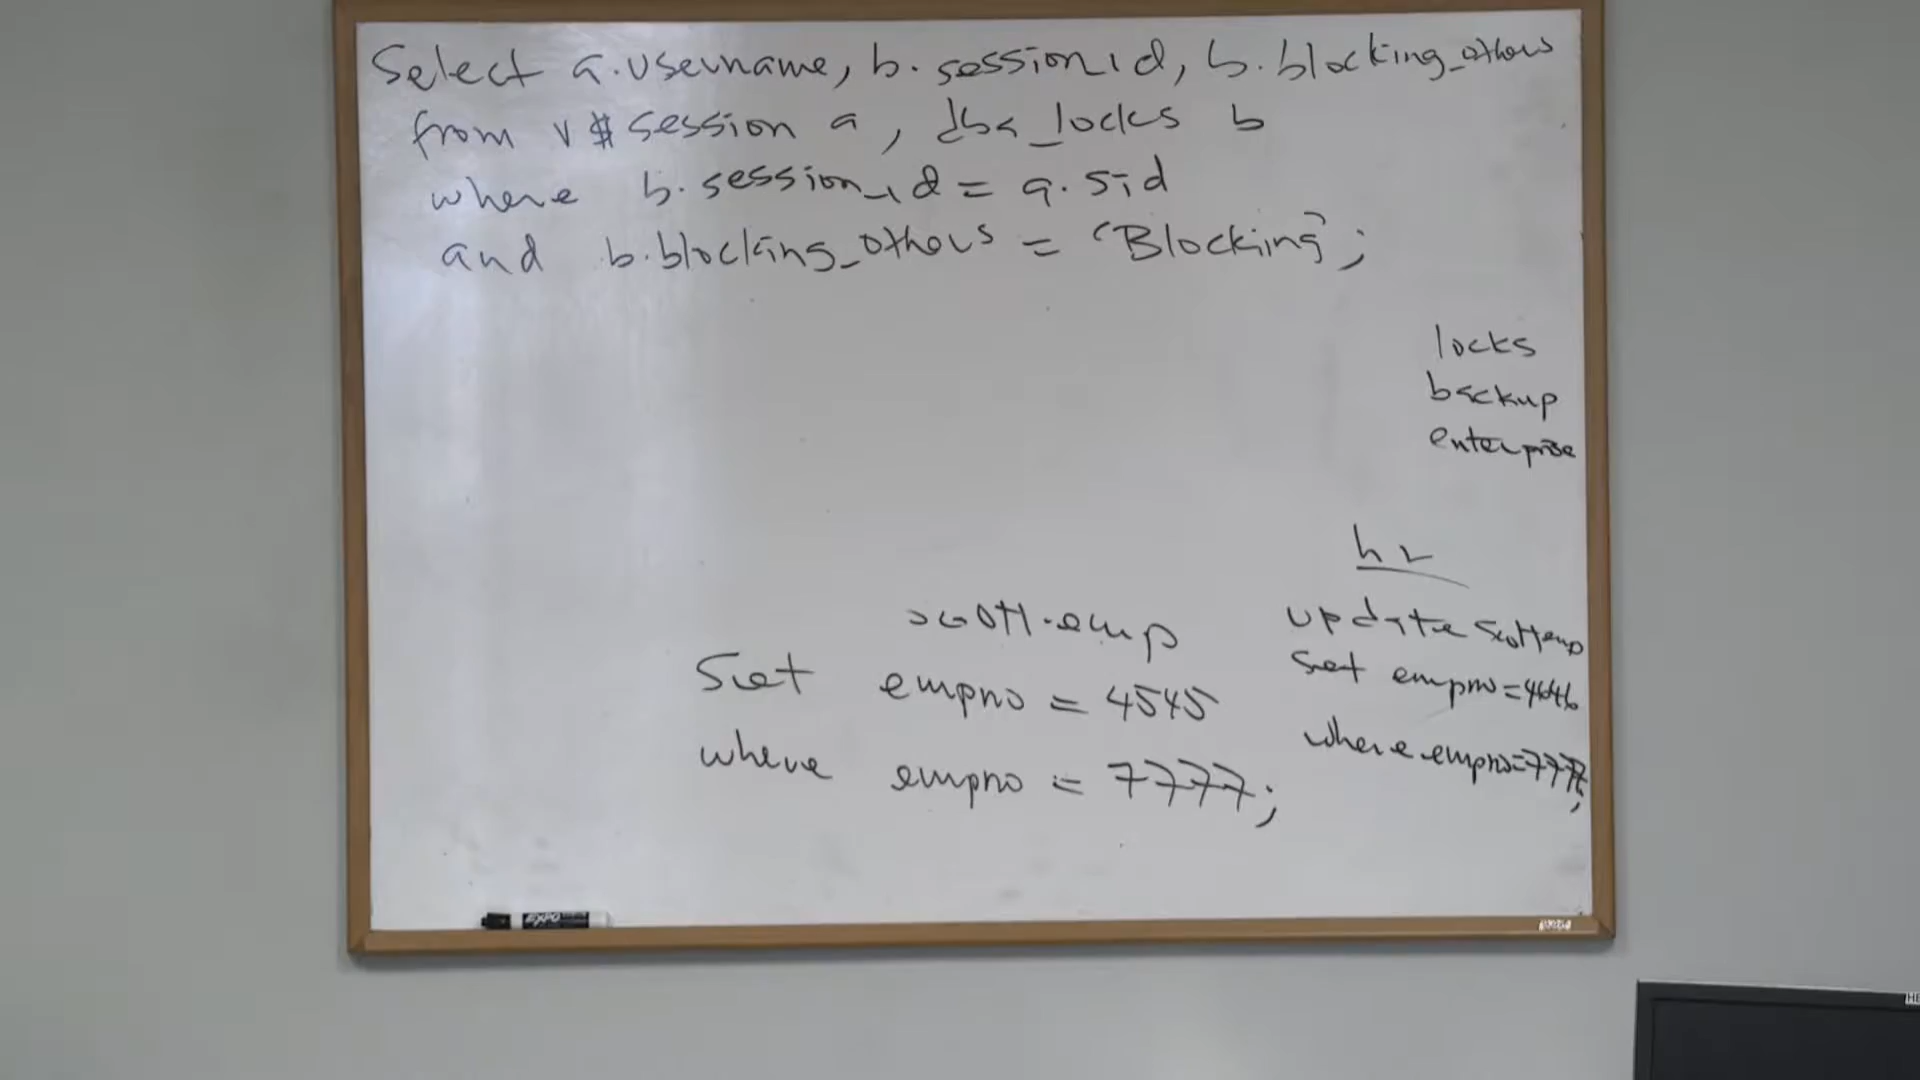 Select a.username, b.session_id, b.blocking_others
from v$session a, dba_locks b
where b.session_id = a.sid
and b.blocking_others = 'Blocking';
locks
backup
enterprise
scott.emp
Set empno = 4545
where empno = 7777;
hr
update scott.emp
set empno=4646
where empno=7777;
EXPO